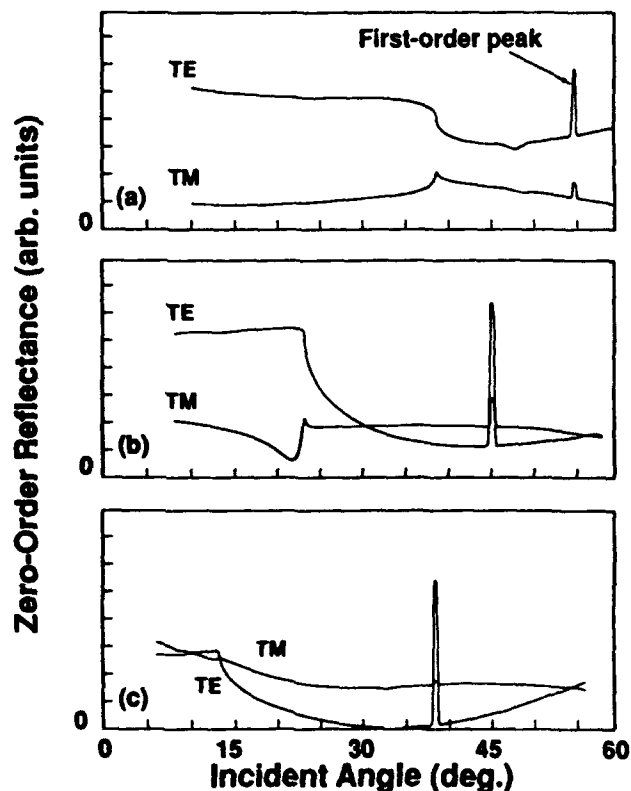 First-order peak
TE
TM
(a)
0
TE
TM
(b)
0
TM
TE
(c)
0
0 15 30 45 60
Incident Angle (deg.)
Zero-Order Reflectance (arb. units)